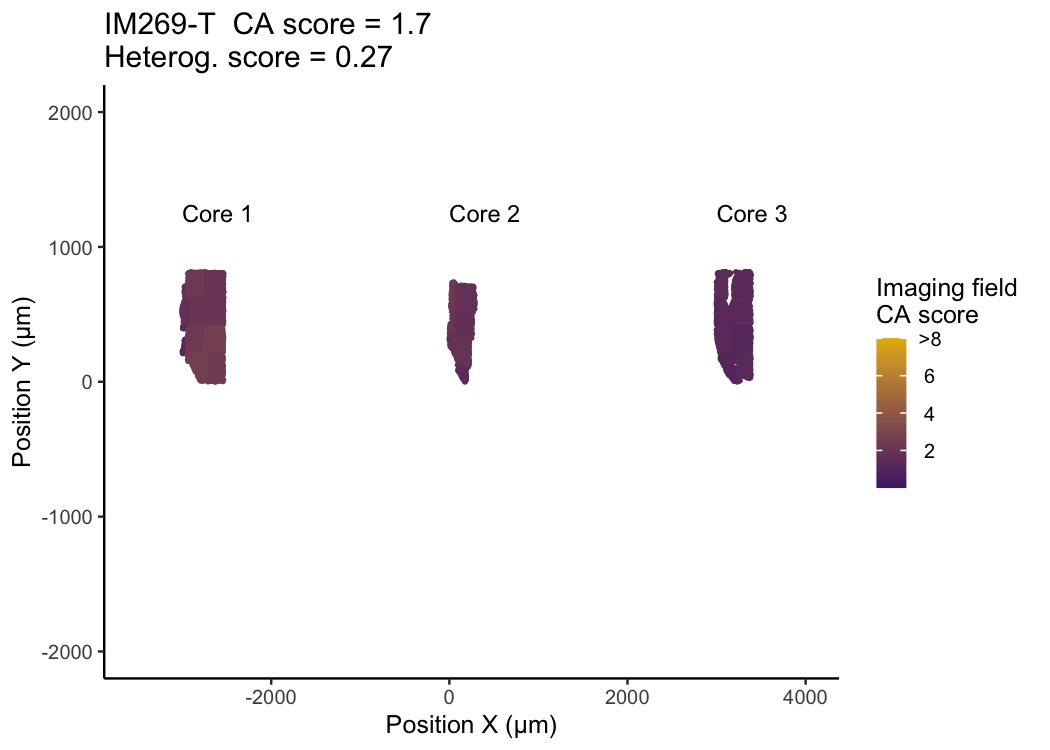 IM269-T  CA score = 1.7
Heterog. score = 0.27
2000
1000
0
-1000
-2000
Position Y (µm)
Core 1
Core 2
Core 3
-2000
0
2000
4000
Position X (µm)
Imaging field
CA score
>8
6
4
2